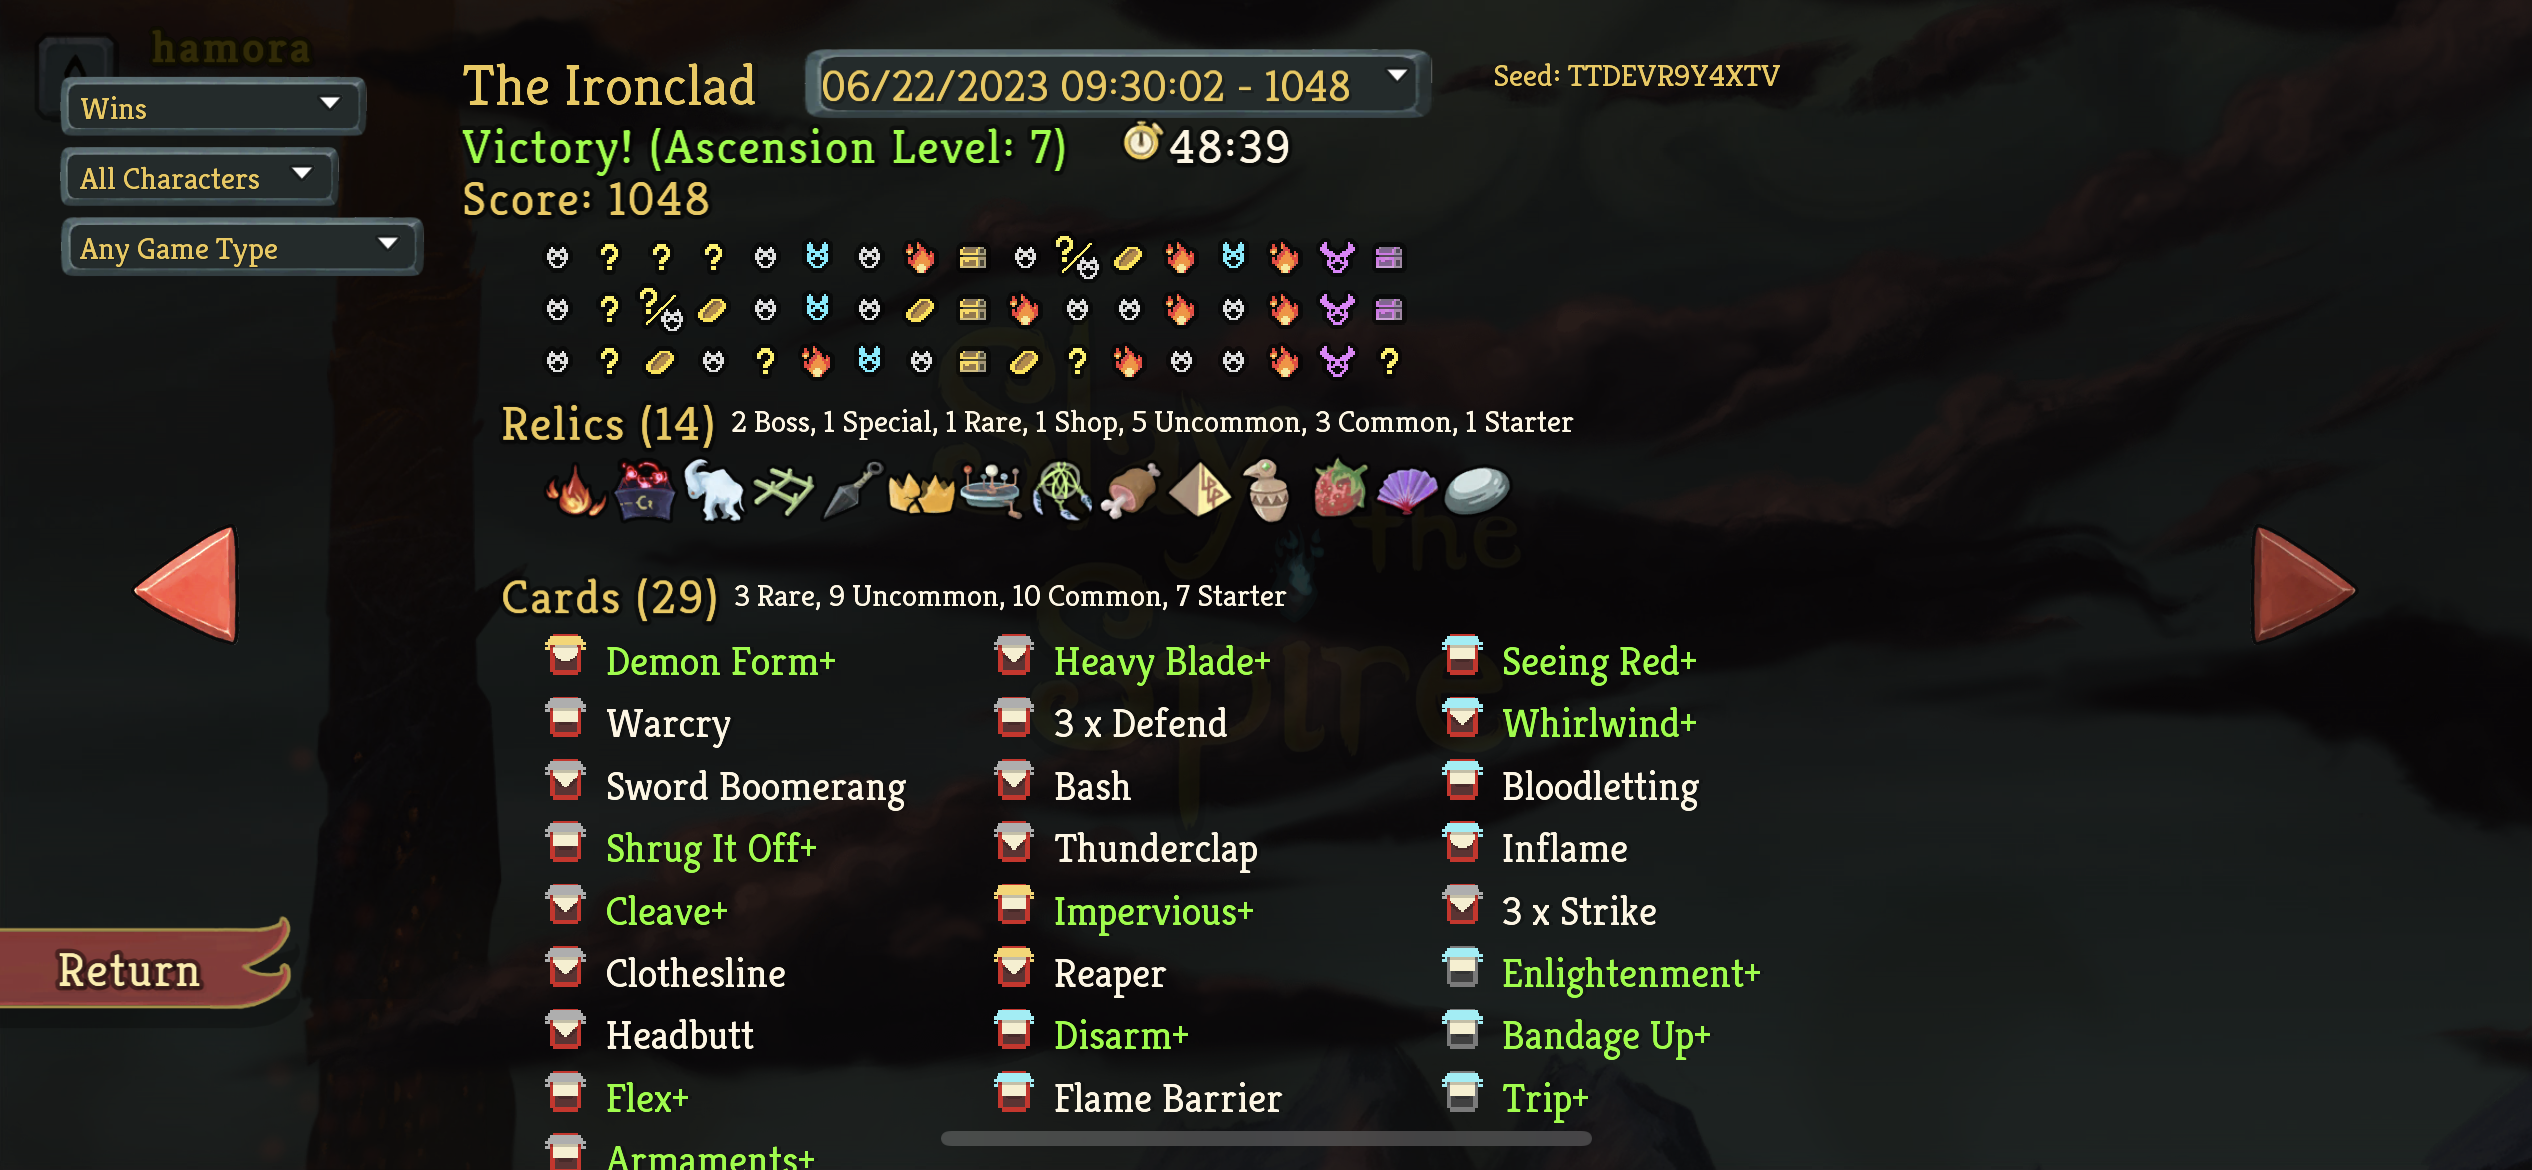 hamora
Wins
All Characters
Any Game Type
The Ironclad
06/22/2023 09:30:02 - 1048
Seed: TTDEVR9Y4XTV
Victory! (Ascension Level: 7)
48:39
Score: 1048
Relics (14) 2 Boss, 1 Special, 1 Rare, 1 Shop, 5 Uncommon, 3 Common, 1 Starter
Slay
the
Spire
Cards (29) 3 Rare, 9 Uncommon, 10 Common, 7 Starter
Demon Form+ Heavy Blade+ Seeing Red+
Warcry 3 x Defend Whirlwind+
Sword Boomerang Bash Bloodletting
Shrug It Off+ Thunderclap Inflame
Cleave+ Impervious+ 3 x Strike
Clothesline Reaper Enlightenment+
Headbutt Disarm+ Bandage Up+
Flex+ Flame Barrier Trip+
Armaments+
Return